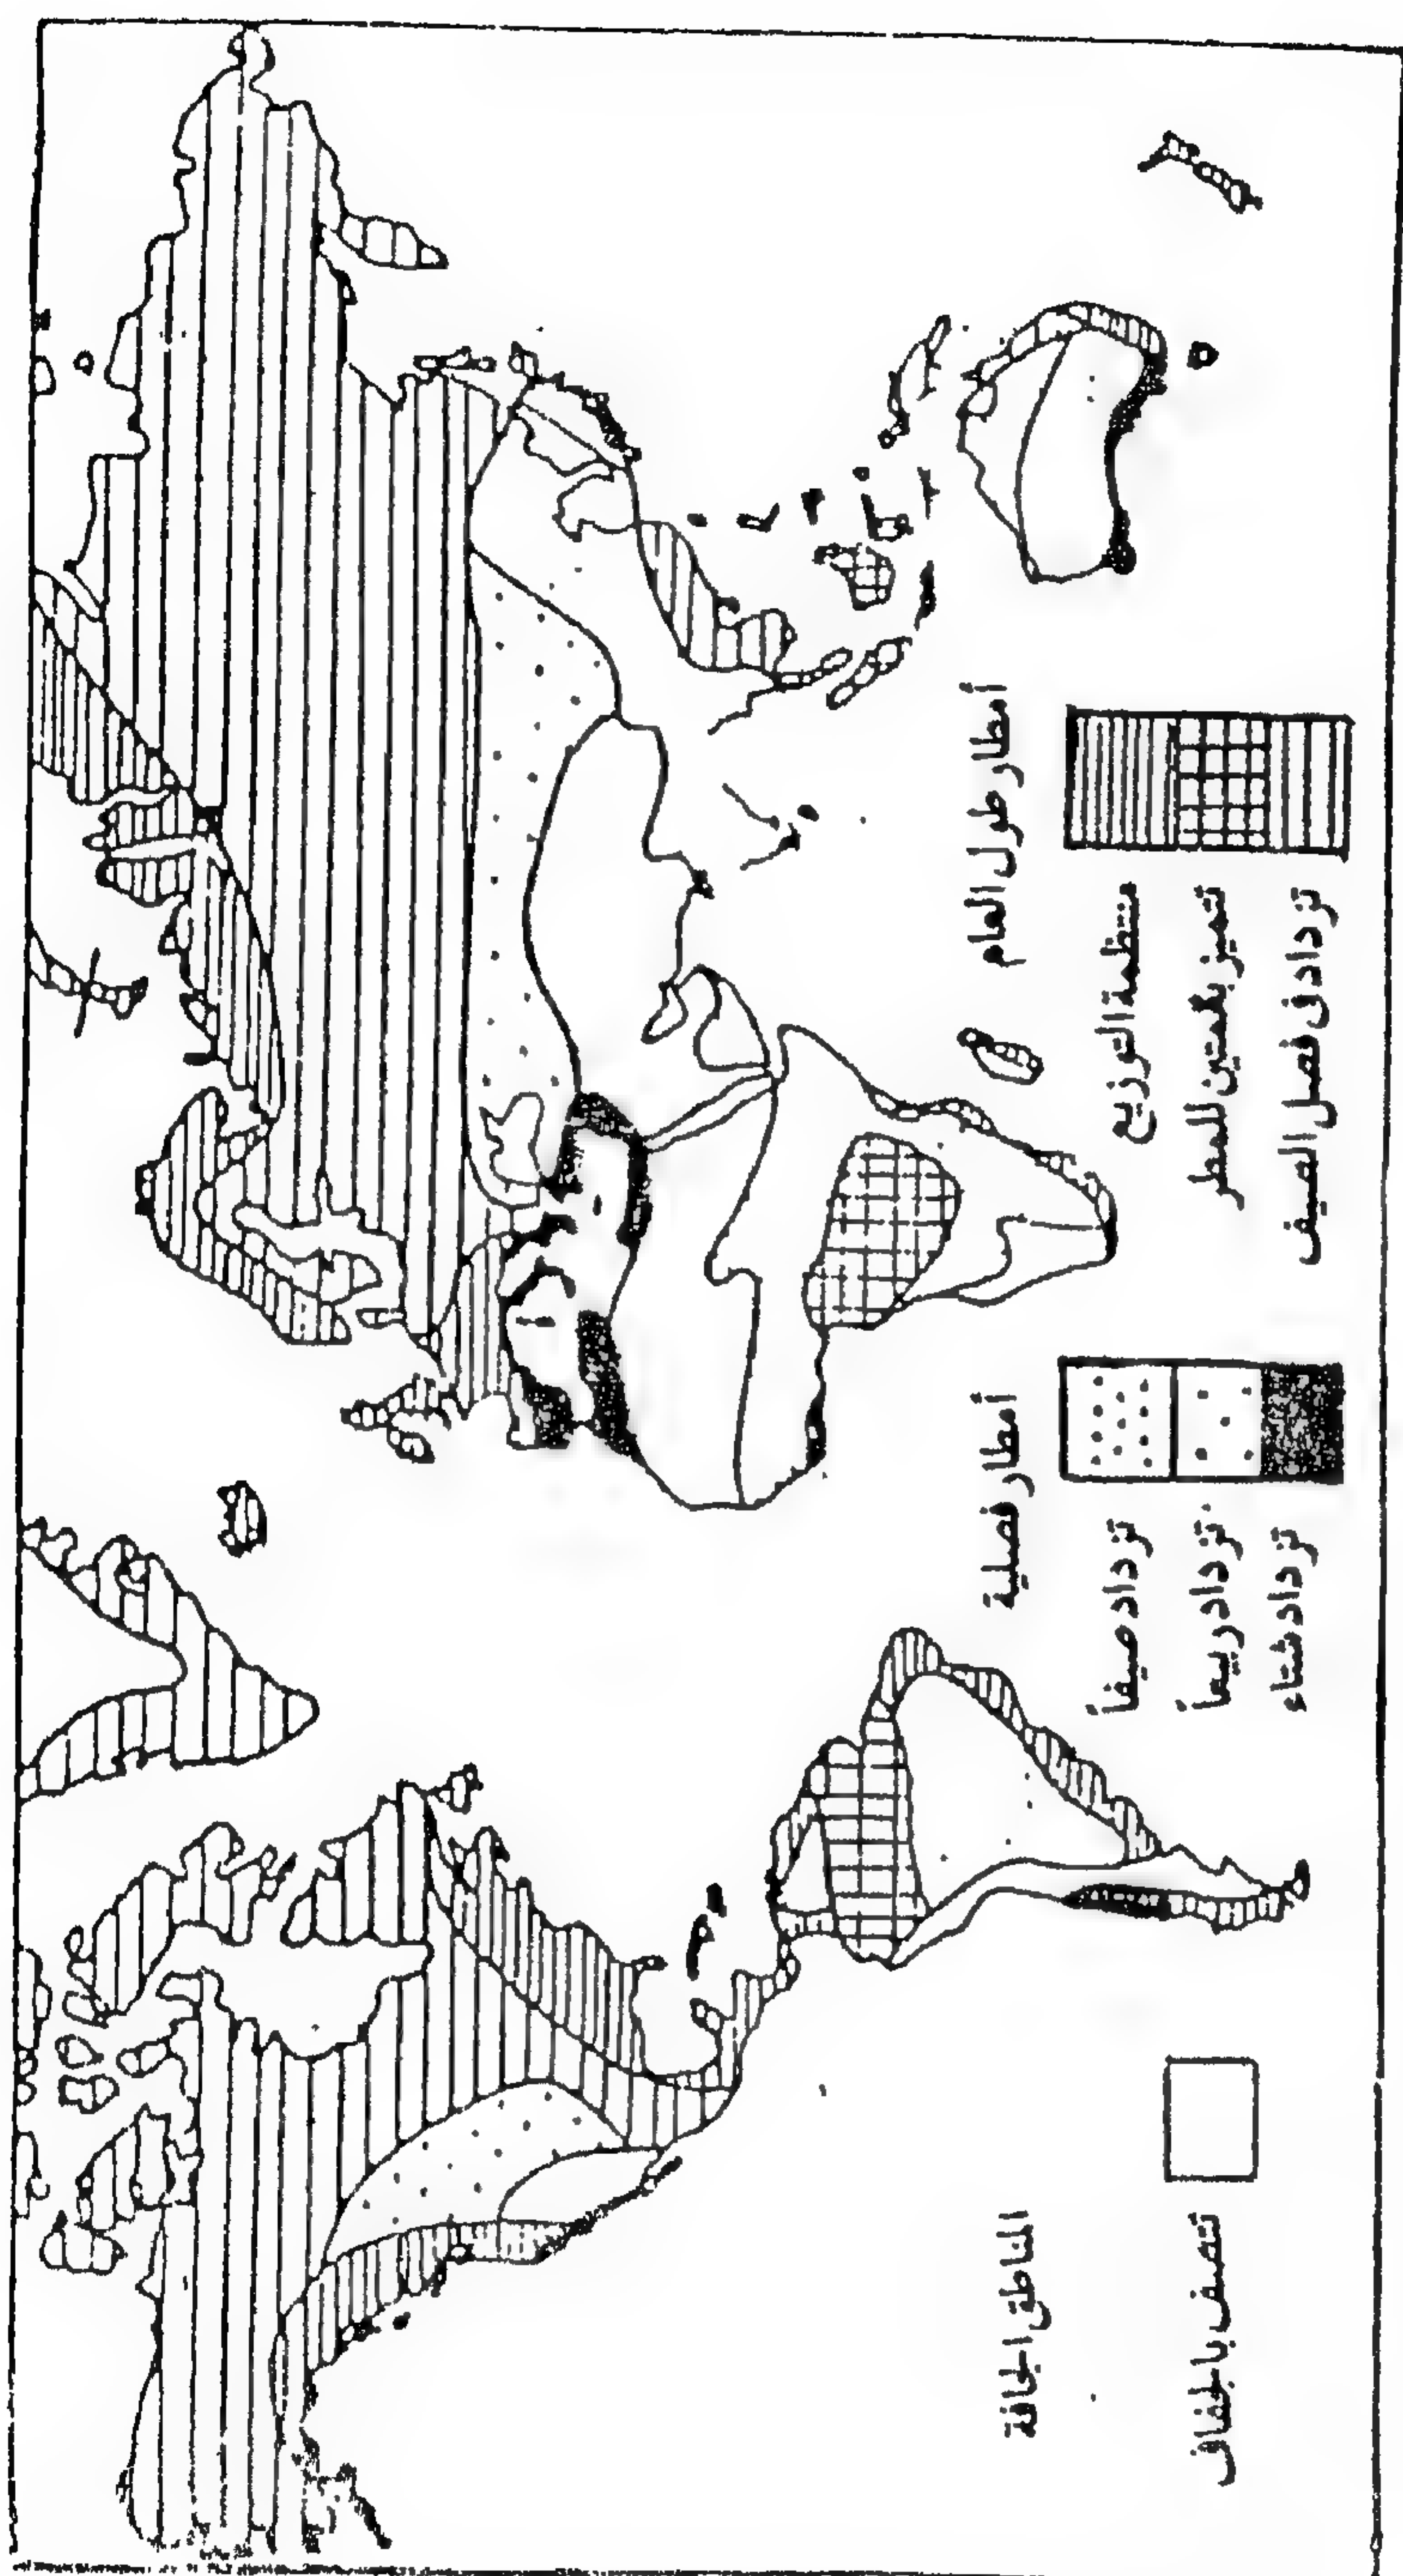 أمطار طول العام
منتظمة التوزيع
تتميز بقمتين للمطر
تزداد فى فصل الصيف
أمطار فصلية
تزداد صيفاً
تزداد ربيعاً
تزداد شتاء
المناطق الجافة
تتصف بالجفاف